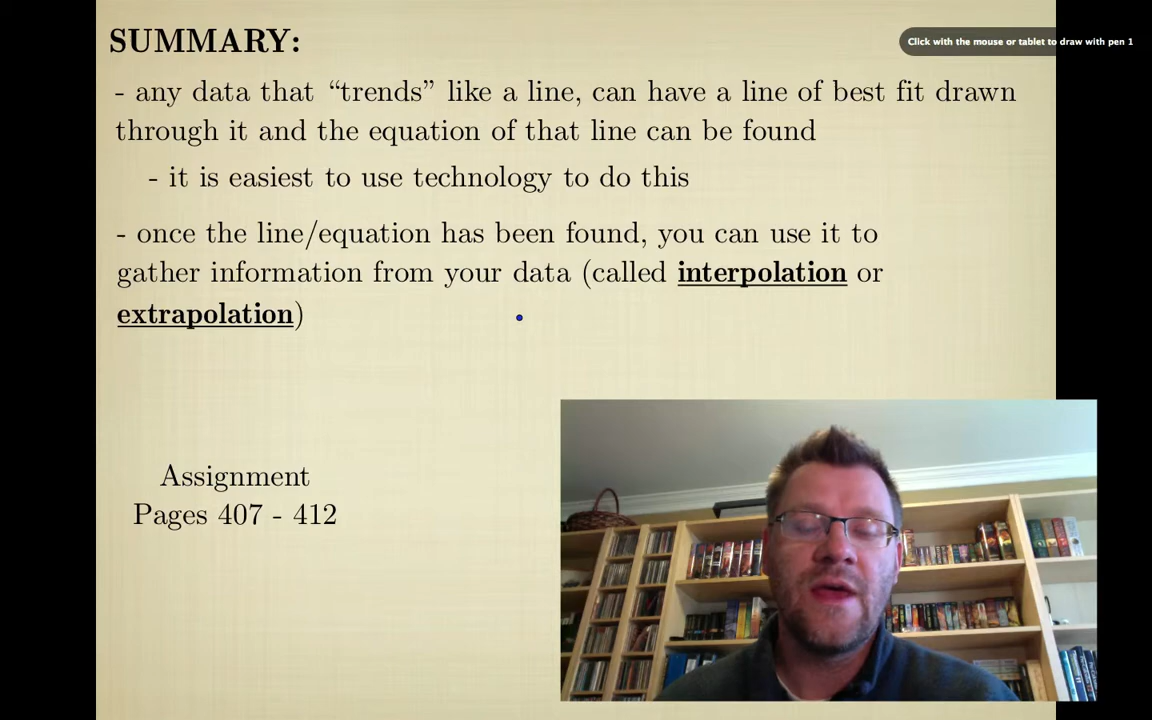 SUMMARY:
Click with the mouse or tablet to draw with pen 1
- any data that “trends” like a line, can have a line of best fit drawn
through it and the equation of that line can be found
- it is easiest to use technology to do this
- once the line/equation has been found, you can use it to
gather information from your data (called interpolation or
extrapolation)
Assignment
Pages 407 - 412